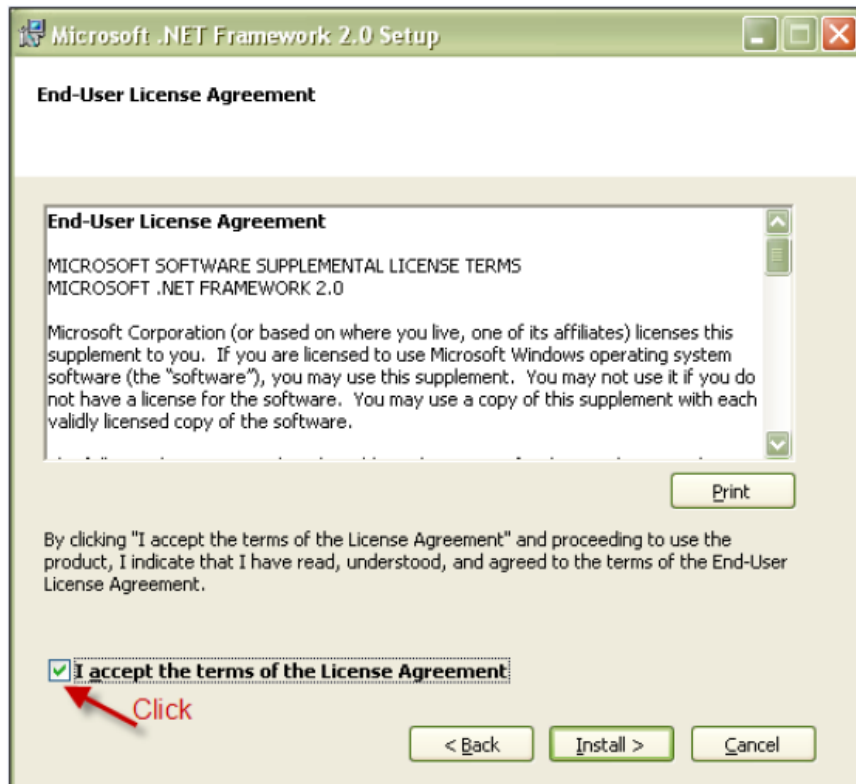 Microsoft .NET Framework 2.0 Setup
End-User License Agreement
End-User License Agreement
MICROSOFT SOFTWARE SUPPLEMENTAL LICENSE TERMS
MICROSOFT .NET FRAMEWORK 2.0
Microsoft Corporation (or based on where you live, one of its affiliates) licenses this
supplement to you.  If you are licensed to use Microsoft Windows operating system
software (the "software"), you may use this supplement.  You may not use it if you do
not have a license for the software.  You may use a copy of this supplement with each
validly licensed copy of the software.
Print
By clicking "I accept the terms of the License Agreement" and proceeding to use the
product, I indicate that I have read, understood, and agreed to the terms of the End-User
License Agreement.
I accept the terms of the License Agreement
Click
< Back
Install >
Cancel